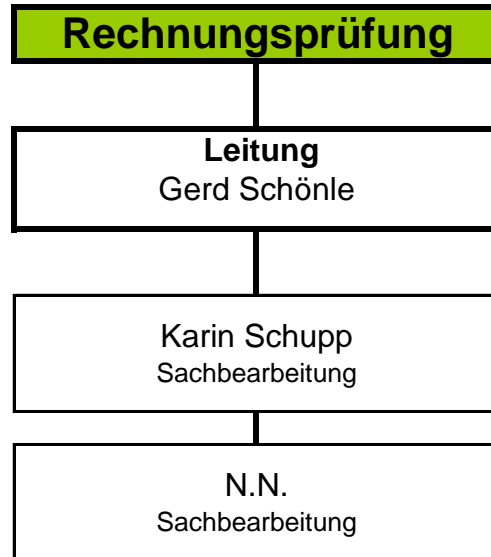 Rechnungsprüfung
Leitung
Gerd Schönle
Karin Schupp
Sachbearbeitung
N.N.
Sachbearbeitung